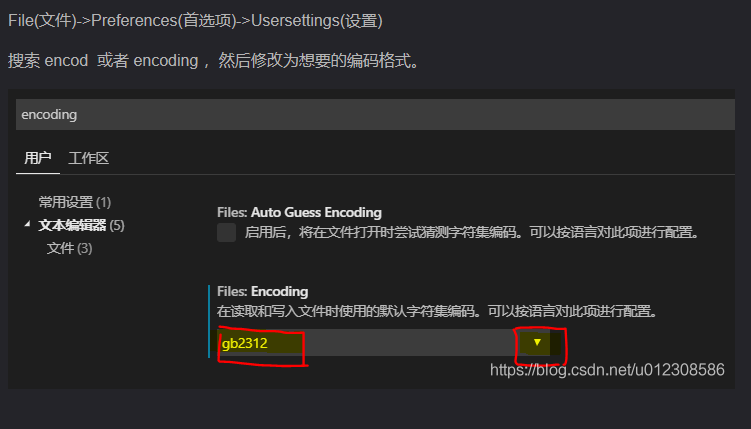 File(文件)->Preferences(首选项)->Usersettings(设置)
搜索 encod 或者 encoding ，然后修改为想要的编码格式。
encoding
用户 工作区
常用设置 (1)
文本编辑器 (5)
文件 (3)
Files: Auto Guess Encoding
启用后，将在文件打开时尝试猜测字符集编码。可以按语言对此项进行配置。
Files: Encoding
在读取和写入文件时使用的默认字符集编码。可以按语言对此项进行配置。
gb2312
https://blog.csdn.net/u012308586